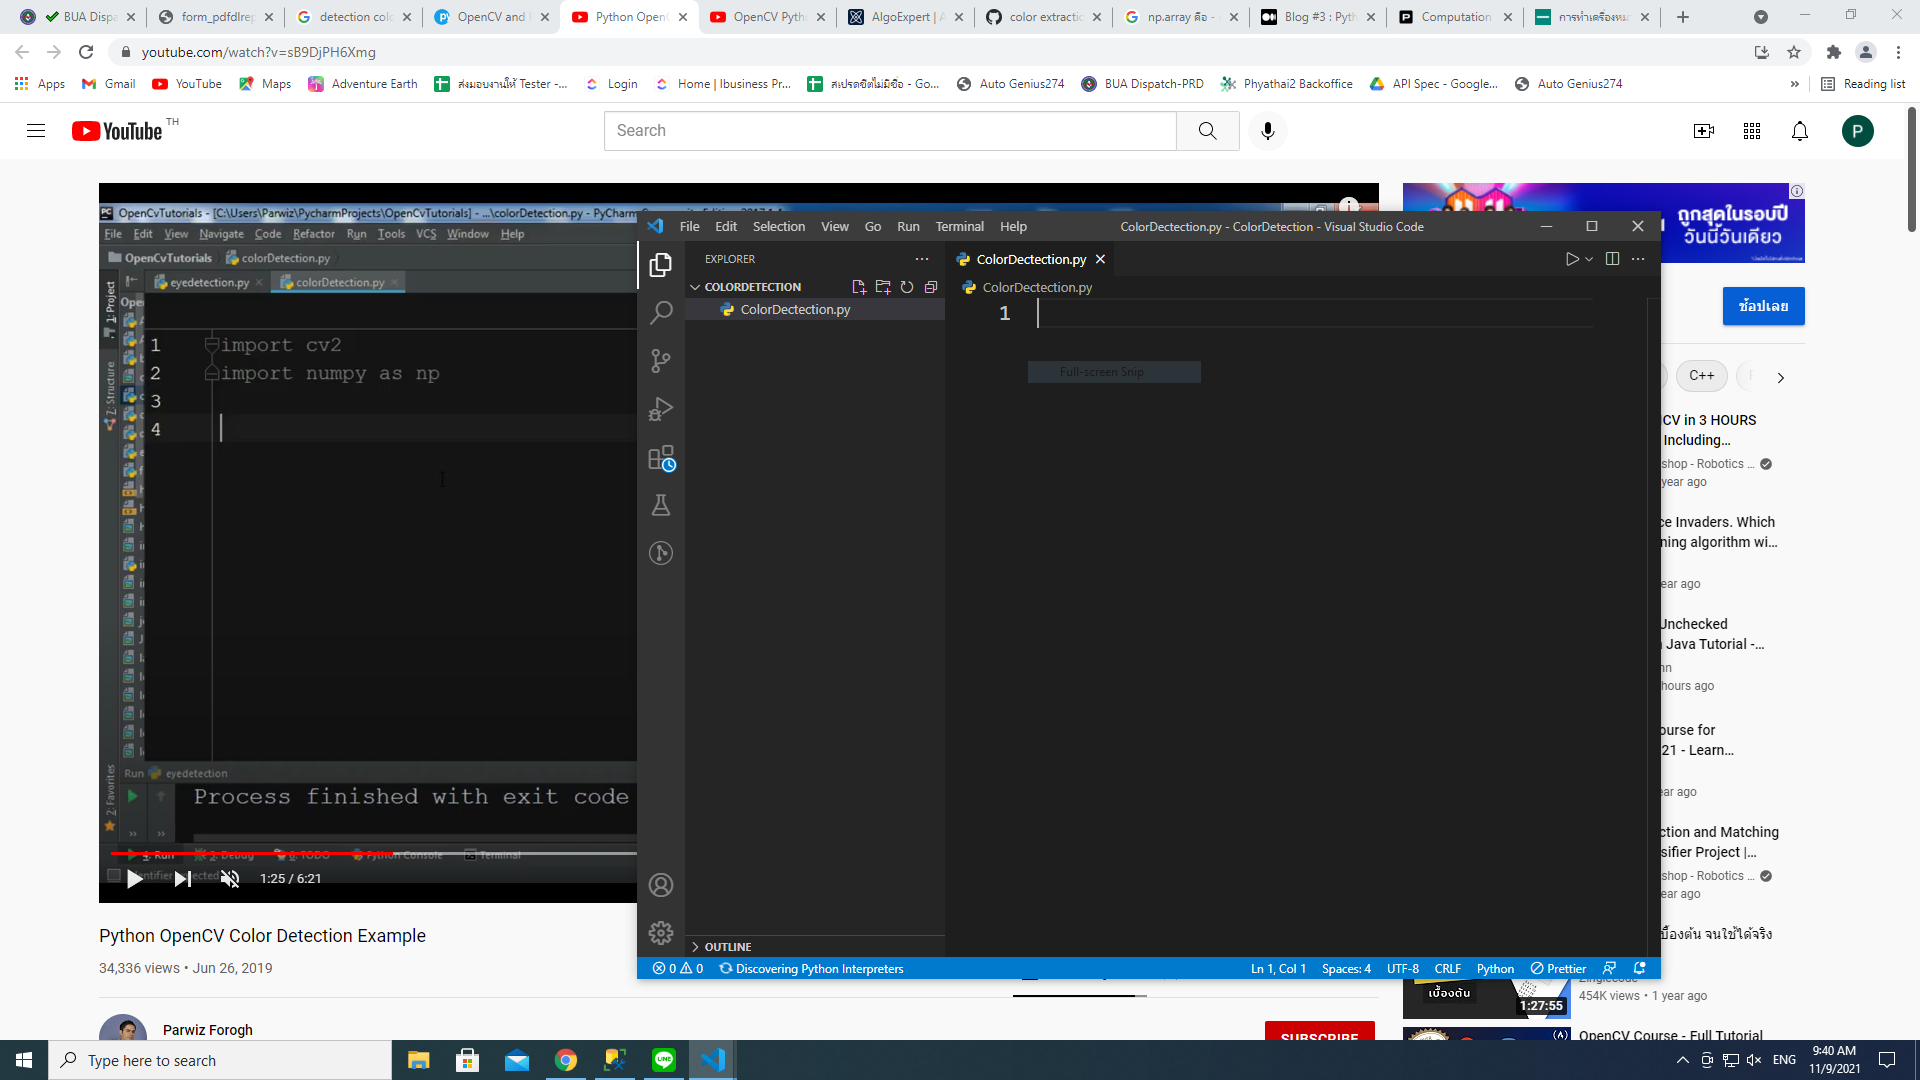 BUA Dispa
form_pdfdlrep
detection colo
OpenCV and
Python Open
OpenCV Pyth
AlgoExpert | A
color extractio
np.array คือ -
Blog #3 : Pyth
Computation
การทำเครื่องหม
youtube.com/watch?v=sB9DjPH6Xmg
Apps
Gmail
YouTube
Maps
Adventure Earth
ส่งมอบงานให้ Tester -...
Login
Home | Ibusiness Pr...
สเปรดชีตไม่มีชื่อ - Go...
Auto Genius274
BUA Dispatch-PRD
Phyathai2 Backoffice
API Spec - Google...
Auto Genius274
»
Reading list
YouTube TH
Search
P
OpenCvTutorials - [C:\Users\Parwiz\PycharmProjects\OpenCvTutorials] - ...\colorDetection.py - PyCharm
File Edit View Navigate Code Refactor Run Tools VCS Window Help
OpenCvTutorials
colorDetection.py
1: Project
eyedetection.py
colorDetection.py
Z: Structure
1 import cv2
2 import numpy as np
3
4
2: Favorites
Run eyedetection
Process finished with exit code
4: Run
Python Console
Terminal
1:25 / 6:21
File Edit Selection View Go Run Terminal Help
ColorDectection.py - ColorDetection - Visual Studio Code
EXPLORER
COLORDETECTION
ColorDectection.py
ColorDectection.py
ColorDectection.py
1
Full-screen Snip
OUTLINE
0 0
Discovering Python Interpreters
Ln 1, Col 1
Spaces: 4
UTF-8
CRLF
Python
Prettier
ถูกสุดในรอบปี
วันนี้วันเดียว
ช้อปเลย
C++
CV in 3 HOURS
Including...
shop - Robotics ...
year ago
ce Invaders. Which
ning algorithm wi...
ear ago
Unchecked
Java Tutorial -...
nn
hours ago
ourse for
21 - Learn...
ear ago
ction and Matching
sifier Project |...
shop - Robotics ...
ear ago
เบื้องต้น จนใช้ได้จริง
เบื้องต้น
1:27:55
454K views • 1 year ago
OpenCV Course - Full Tutorial
Python OpenCV Color Detection Example
34,336 views • Jun 26, 2019
Parwiz Forogh
SUBSCRIBE
Type here to search
ENG
9:40 AM
11/9/2021